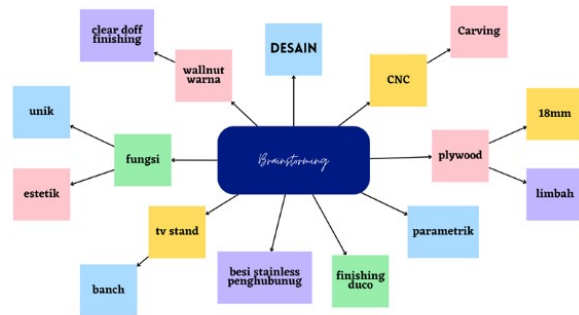 clear doff
finishing
wallnut
warna
DESAIN
CNC
Carving
unik
fungsi
estetik
Brainstorming
plywood
18mm
limbah
tv stand
banch
besi stainless
penghubunug
finishing
duco
parametrik